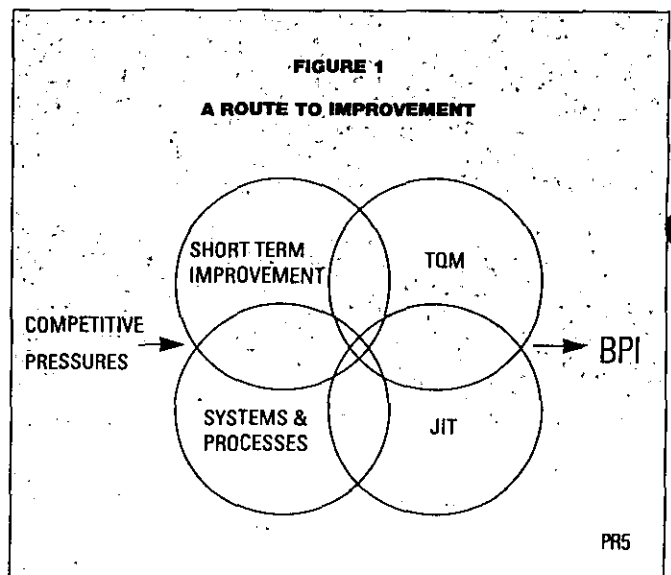 FIGURE 1
A ROUTE TO IMPROVEMENT
SHORT TERM
IMPROVEMENT
TQM
COMPETITIVE
PRESSURES
BPI
SYSTEMS &
PROCESSES
JIT
PR5